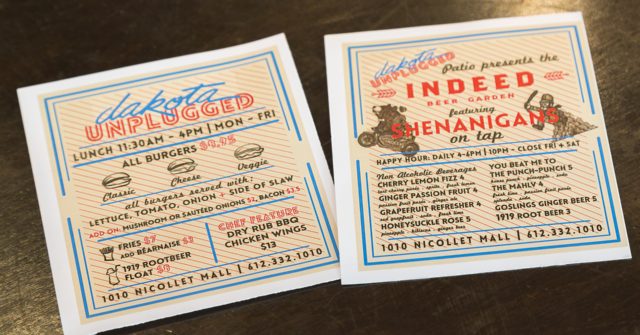 dakota
UNPLUGGED
LUNCH 11:30AM - 4PM | MON - FRI
ALL BURGERS $9.95
Classic Cheese Veggie
all burgers served with:
LETTUCE, TOMATO, ONION + SIDE OF SLAW
ADD ON: MUSHROOM OR SAUTÉED ONIONS $2, BACON $3.5
FRIES $7
ADD BÉARNAISE $2
1919 ROOTBEER
FLOAT $5
CHEF FEATURE
DRY RUB BBQ
CHICKEN WINGS
$13
1010 NICOLLET MALL | 612.332.1010
dakota
UNPLUGGED
Patio presents the
INDEED
BEER GARDEN
featuring
SHENANIGANS
on tap
HAPPY HOUR: DAILY 4-6PM | 10PM - CLOSE FRI + SAT
Non Alcoholic Beverages
CHERRY LEMON FIZZ 4
GINGER PASSION FRUIT 4
GRAPEFRUIT REFRESHER 4
HONEYSUCKLE ROSE 5
YOU BEAT ME TO
THE PUNCH-PUNCH 5
THE MANLY 4
GOSLINGS GINGER BEER 5
1919 ROOT BEER 3
1010 NICOLLET MALL | 612.332.1010